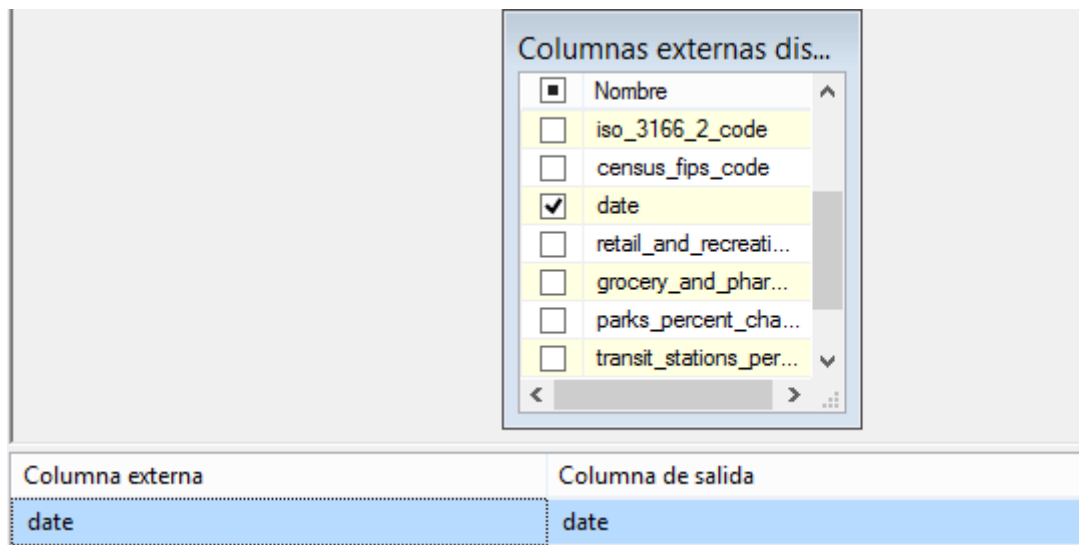 Columnas externas dis...
Nombre
iso_3166_2_code
census_fips_code
date
retail_and_recreati...
grocery_and_phar...
parks_percent_cha...
transit_stations_per...
Columna externa Columna de salida
date date